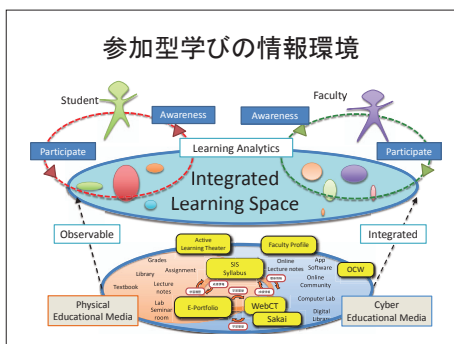 参加型学びの情報環境
Student
Faculty
Awareness
Awareness
Participate
Learning Analytics
Participate
Integrated
Learning Space
Observable
Integrated
Active
Learning Theater
Faculty Profile
Grades
Library
Assignment
SIS
Syllabus
Online
Lecture notes
App
Software
OCW
Textbook
Lecture
notes
Online
Community
Lab
Seminar
room
E-Portfolio
WebCT
Sakai
Computer Lab
Digital
Library
Physical
Educational Media
Cyber
Educational Media